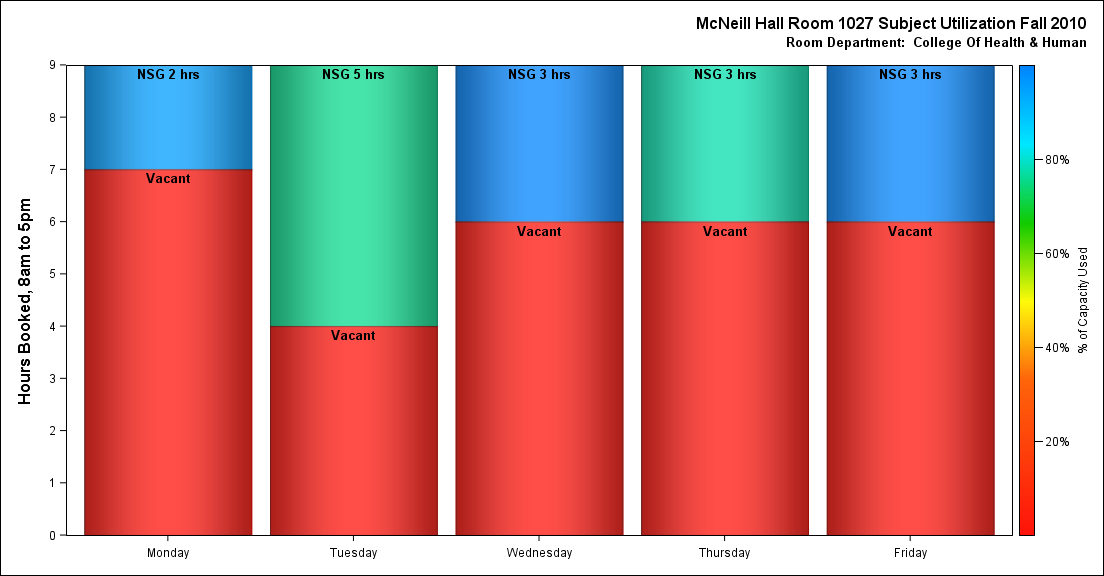 McNeill Hall Room 1027 Subject Utilization Fall 2010
Room Department:  College Of Health & Human
Hours Booked, 8am to 5pm
9
8
7
6
5
4
3
2
1
0
NSG 2 hrs
Vacant
NSG 5 hrs
Vacant
NSG 3 hrs
Vacant
NSG 3 hrs
Vacant
NSG 3 hrs
Vacant
Monday
Tuesday
Wednesday
Thursday
Friday
80%
60%
40%
20%
% of Capacity Used